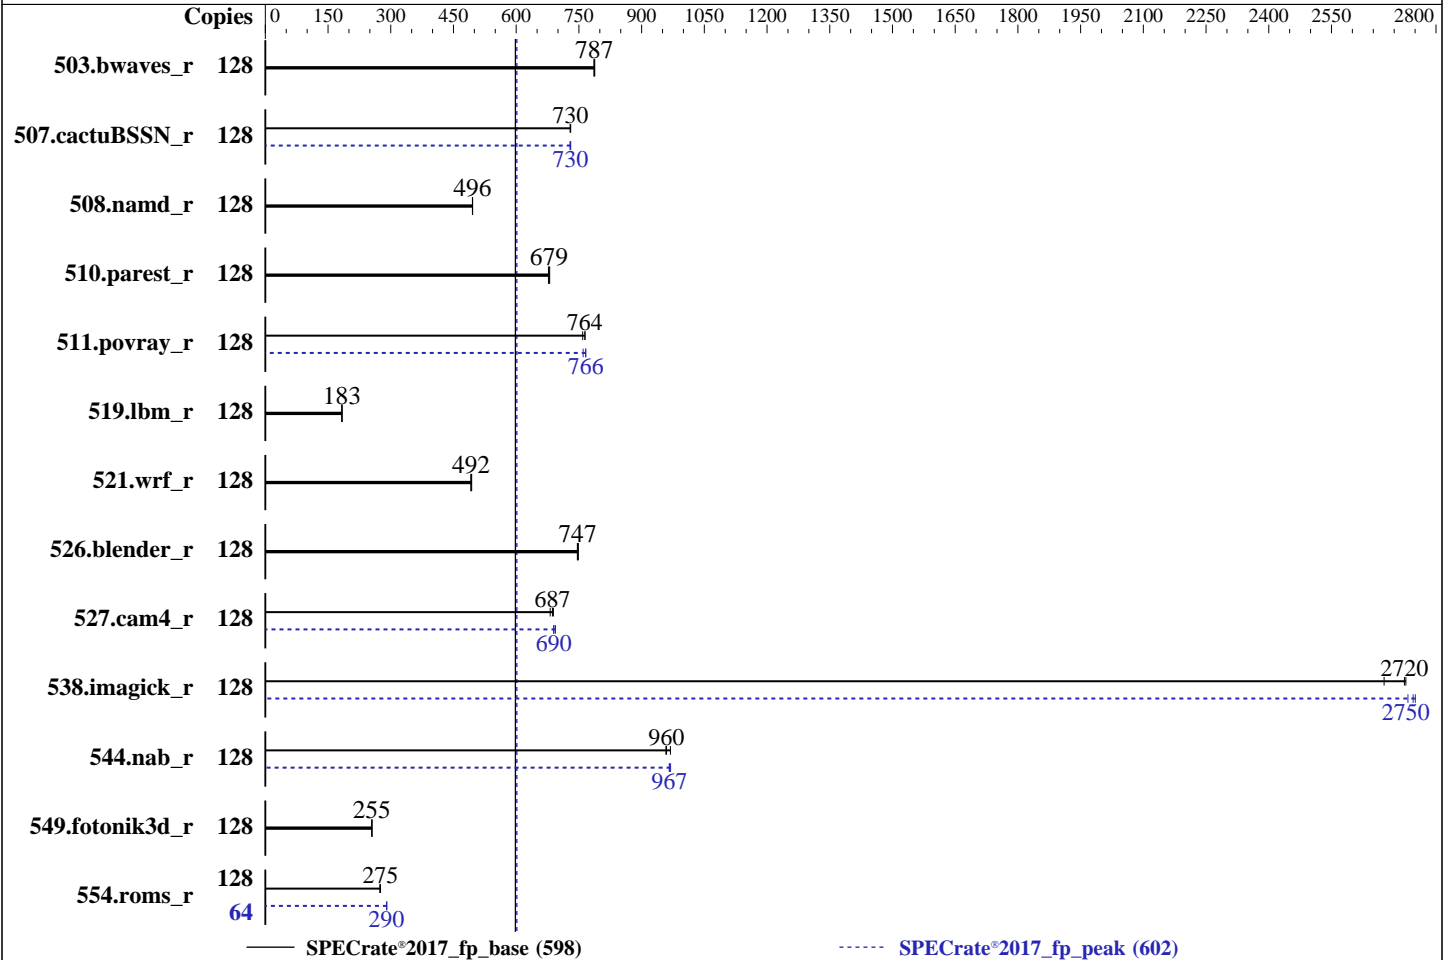 Copies 0 150 300 450 600 750 900 1050 1200 1350 1500 1650 1800 1950 2100 2250 2400 2550 2800
787
503.bwaves_r 128
730
507.cactuBSSN_r 128
730
496
508.namd_r 128
679
510.parest_r 128
764
511.povray_r 128
766
183
519.lbm_r 128
492
521.wrf_r 128
747
526.blender_r 128
687
527.cam4_r 128
690
2720
538.imagick_r 128
2750
960
544.nab_r 128
967
255
549.fotonik3d_r 128
128 275
554.roms_r
64 290
SPECrate®2017_fp_base (598) SPECrate®2017_fp_peak (602)